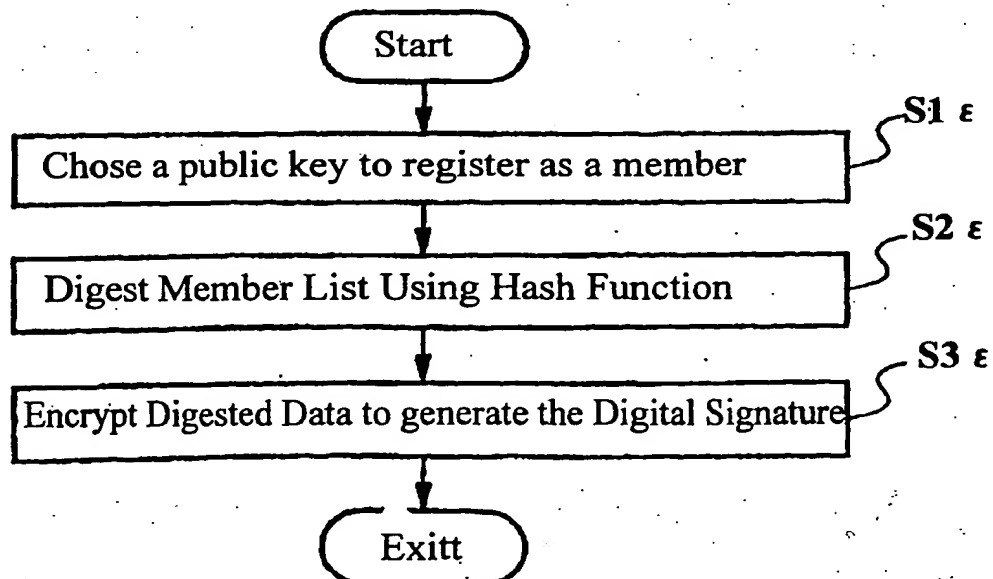 Start
S1 ε
Chose a public key to register as a member
S2 ε
Digest Member List Using Hash Function
S3 ε
Encrypt Digested Data to generate the Digital Signature
Exitt